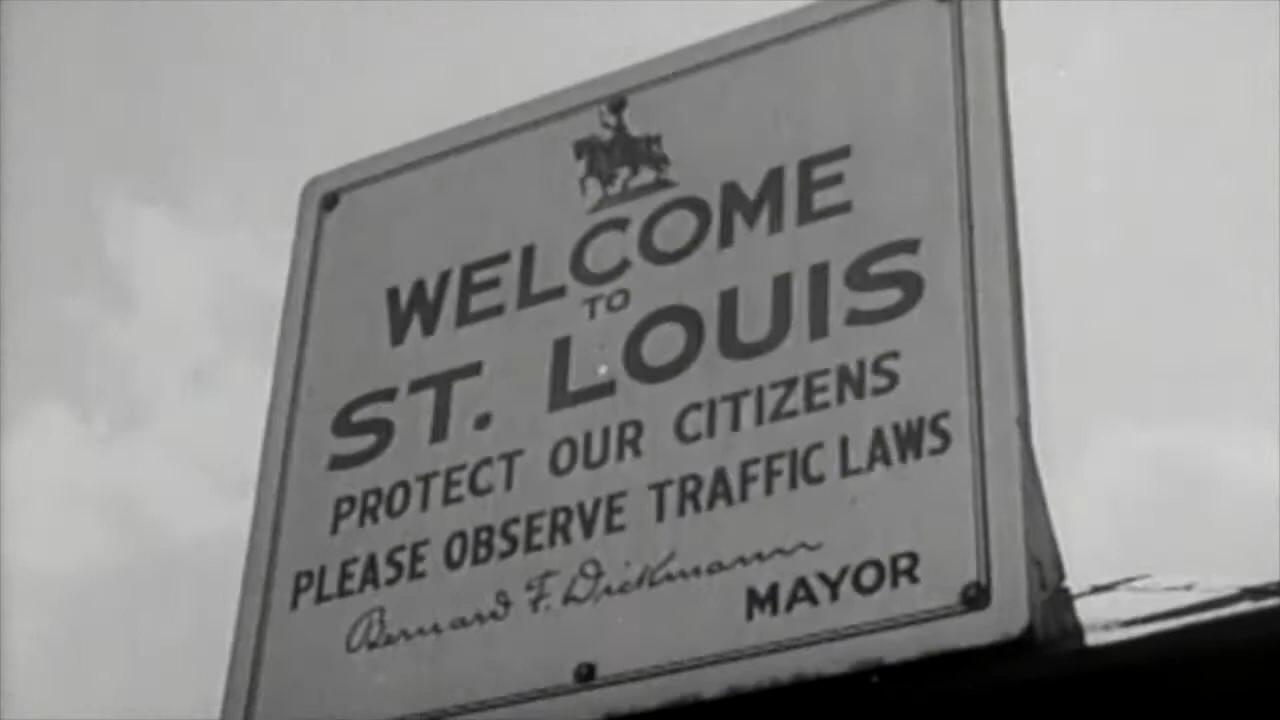 WELCOME
TO
ST. LOUIS
PROTECT OUR CITIZENS
PLEASE OBSERVE TRAFFIC LAWS
Bernard F. Dickmann
MAYOR